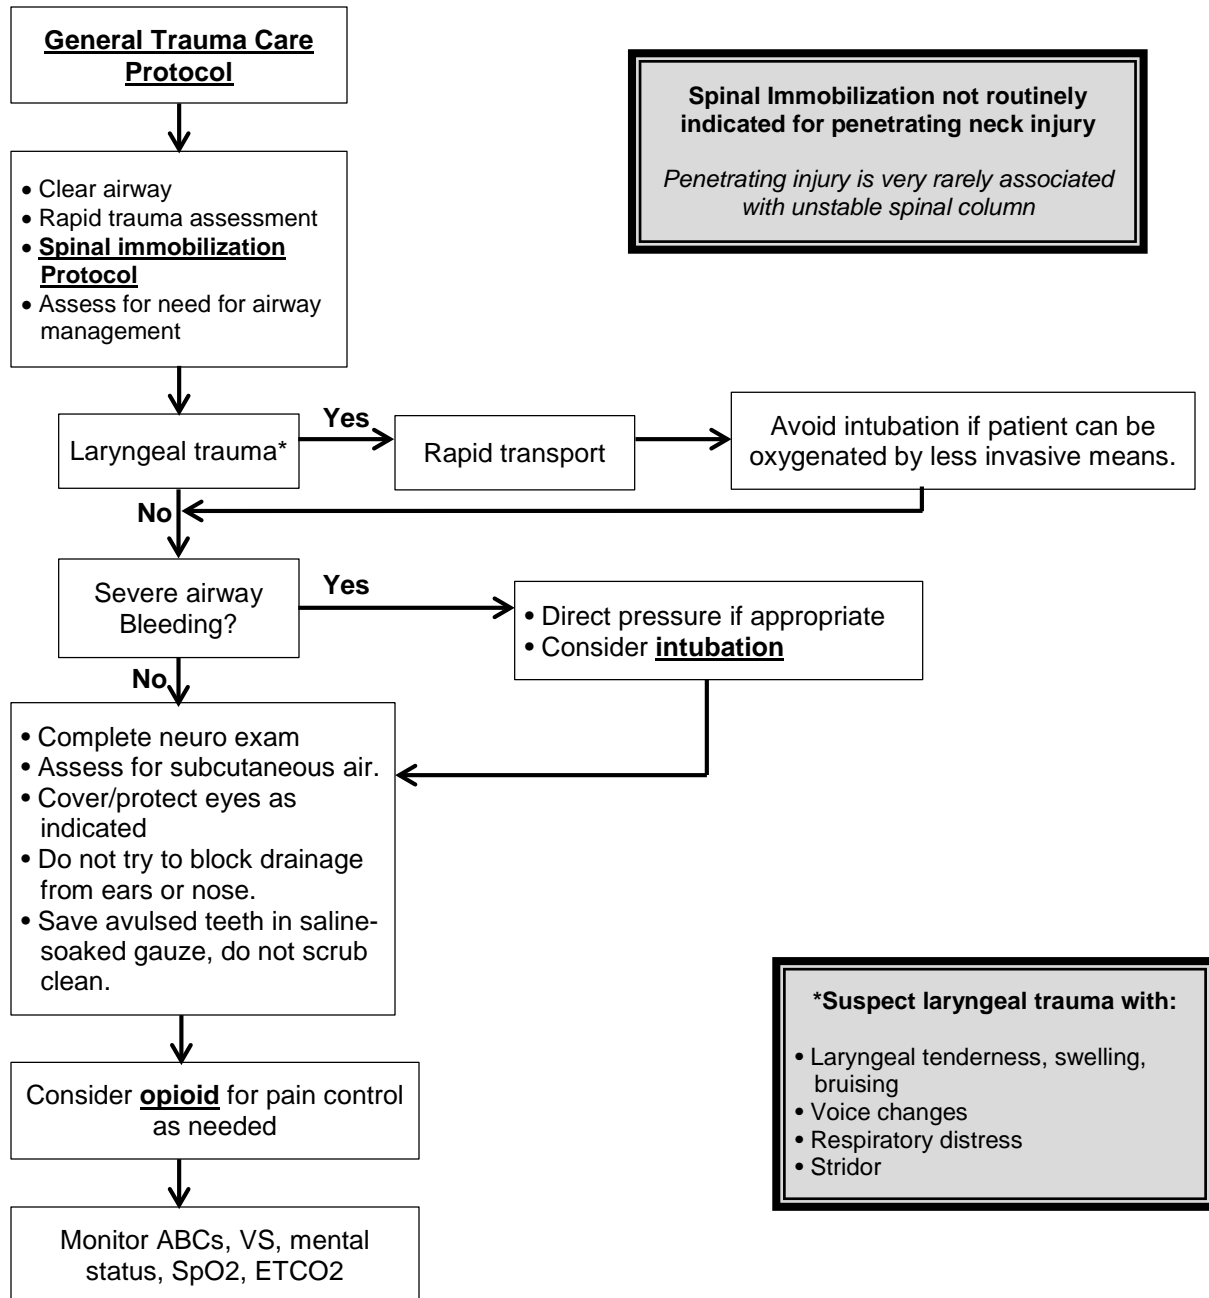 General Trauma Care
Protocol
Spinal Immobilization not routinely
indicated for penetrating neck injury
Penetrating injury is very rarely associated
with unstable spinal column
• Clear airway
• Rapid trauma assessment
• Spinal immobilization
Protocol
• Assess for need for airway
management
Laryngeal trauma*
Yes
Rapid transport
Avoid intubation if patient can be
oxygenated by less invasive means.
No
Severe airway
Bleeding?
Yes
• Direct pressure if appropriate
• Consider intubation
No
• Complete neuro exam
• Assess for subcutaneous air.
• Cover/protect eyes as
indicated
• Do not try to block drainage
from ears or nose.
• Save avulsed teeth in saline-
soaked gauze, do not scrub
clean.
*Suspect laryngeal trauma with:
• Laryngeal tenderness, swelling,
bruising
• Voice changes
• Respiratory distress
• Stridor
Consider opioid for pain control
as needed
Monitor ABCs, VS, mental
status, SpO2, ETCO2